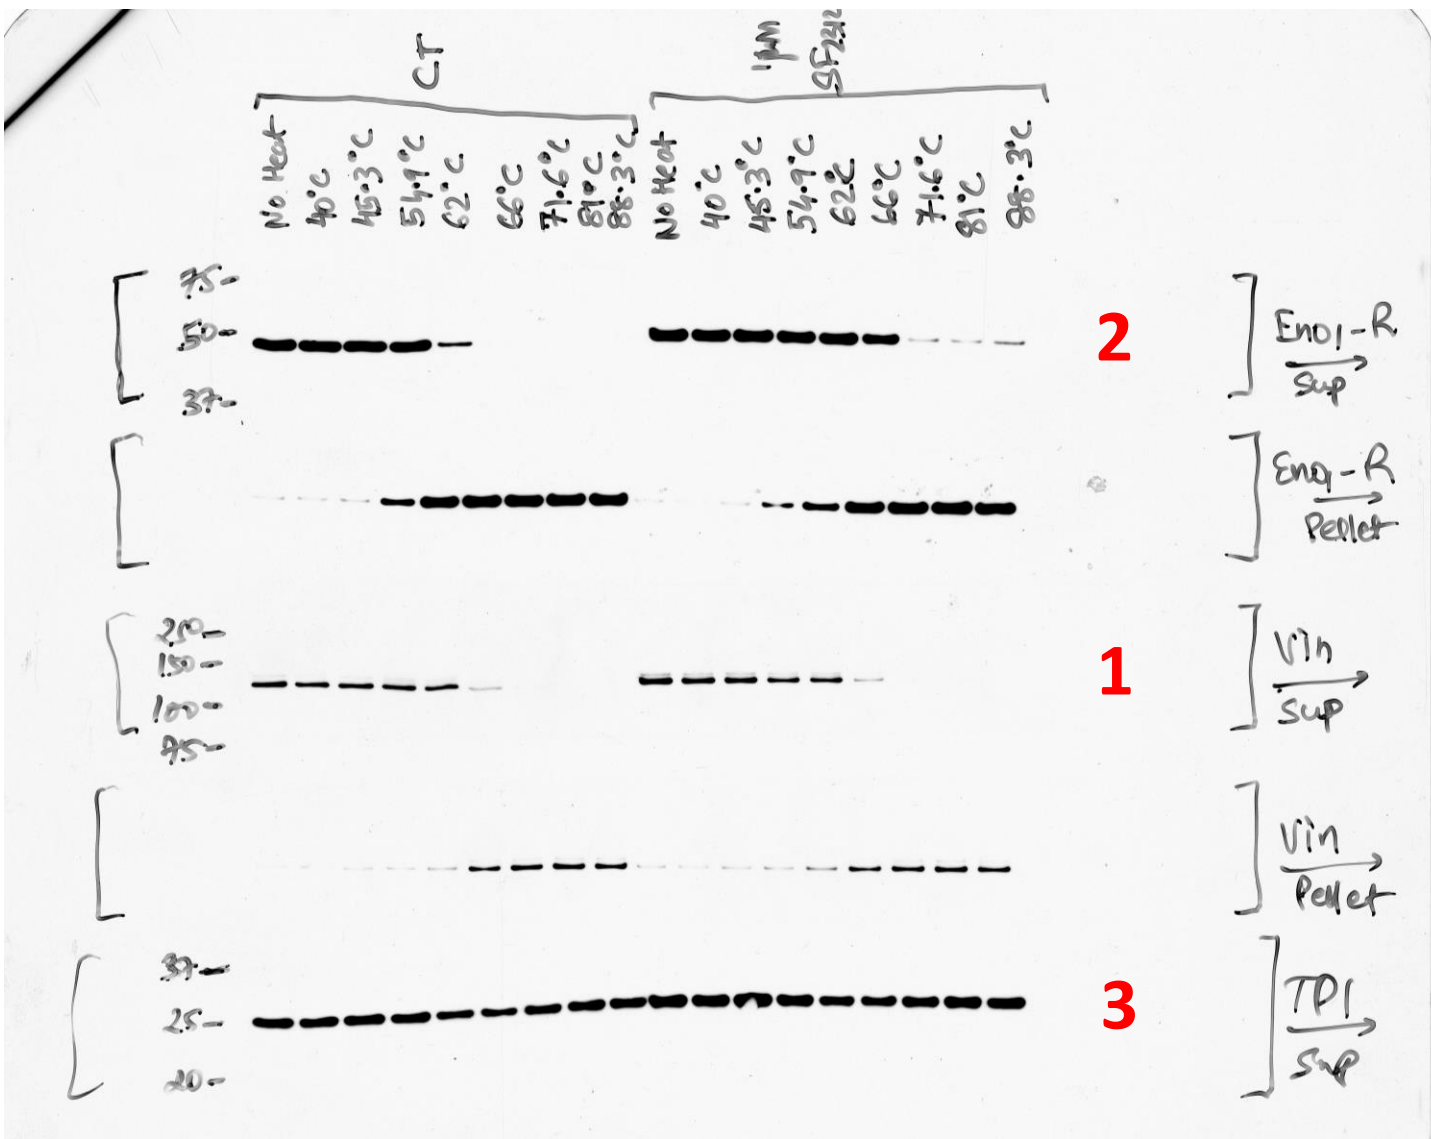 CT
1 µM
SF2312
No Heat
40°C
45.3°C
54.9°C
62°C
66°C
71.6°C
81°C
88.3°C
No Heat
40°C
45.3°C
54.9°C
62°C
66°C
71.6°C
81°C
88.3°C
75-
50-
37-
2
Eno1-R
Sup
Eno1-R
Pellet
250-
150-
100-
75-
1
Vin
Sup
Vin
Pellet
37-
25-
20-
3
TPI
Sup